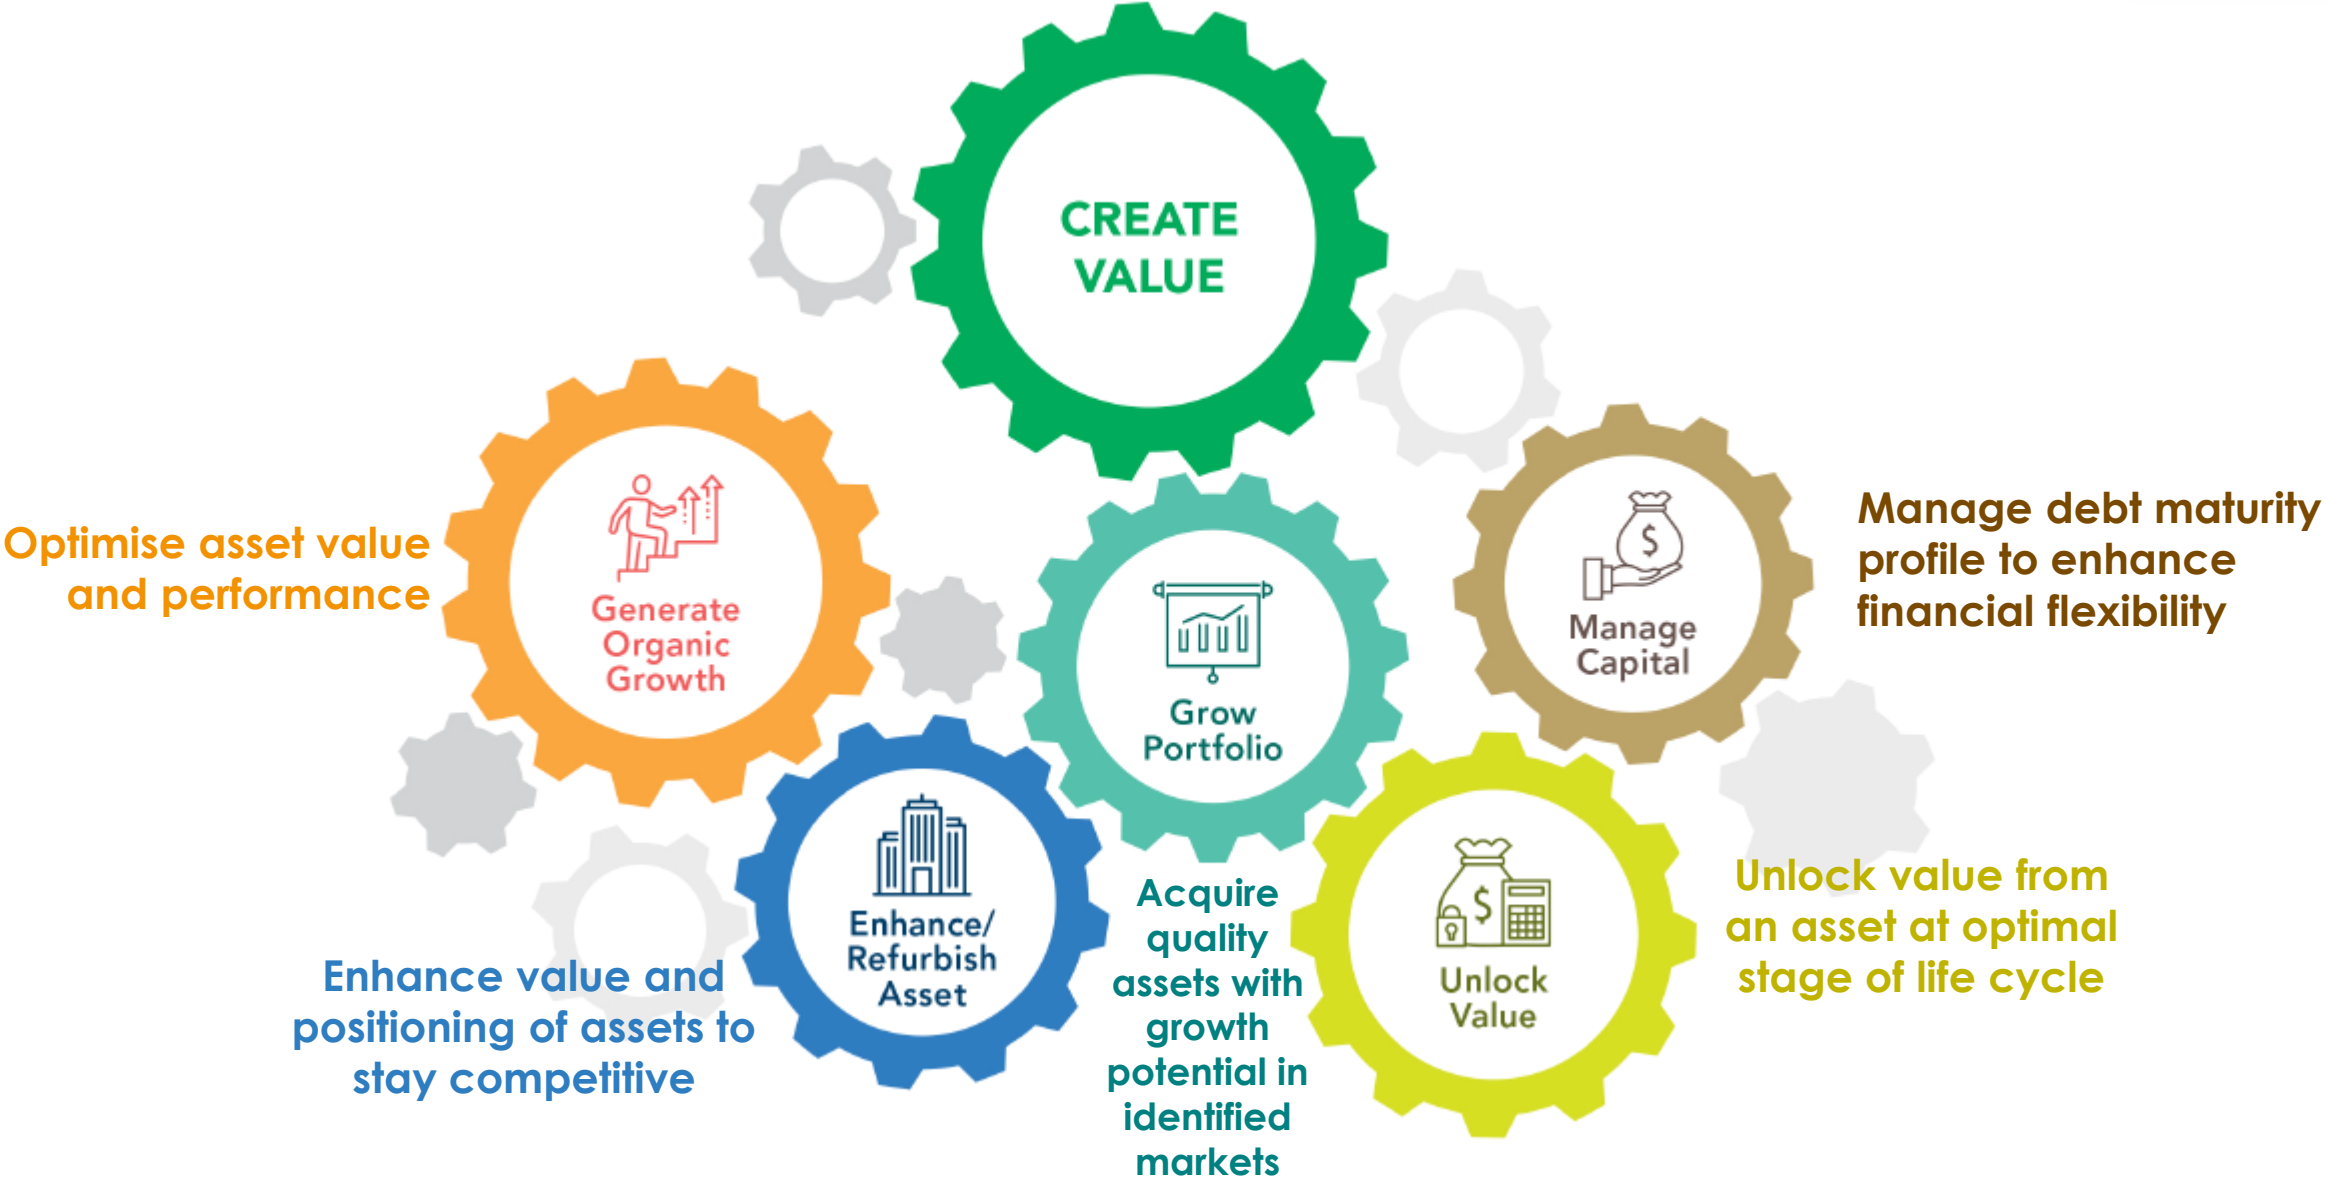 CREATE
VALUE
Optimise asset value
and performance
Generate
Organic
Growth
Grow
Portfolio
Manage
Capital
Manage debt maturity
profile to enhance
financial flexibility
Enhance/
Refurbish
Asset
Enhance value and
positioning of assets to
stay competitive
Acquire
quality
assets with
growth
potential in
identified
markets
$
Unlock
Value
Unlock value from
an asset at optimal
stage of life cycle
$